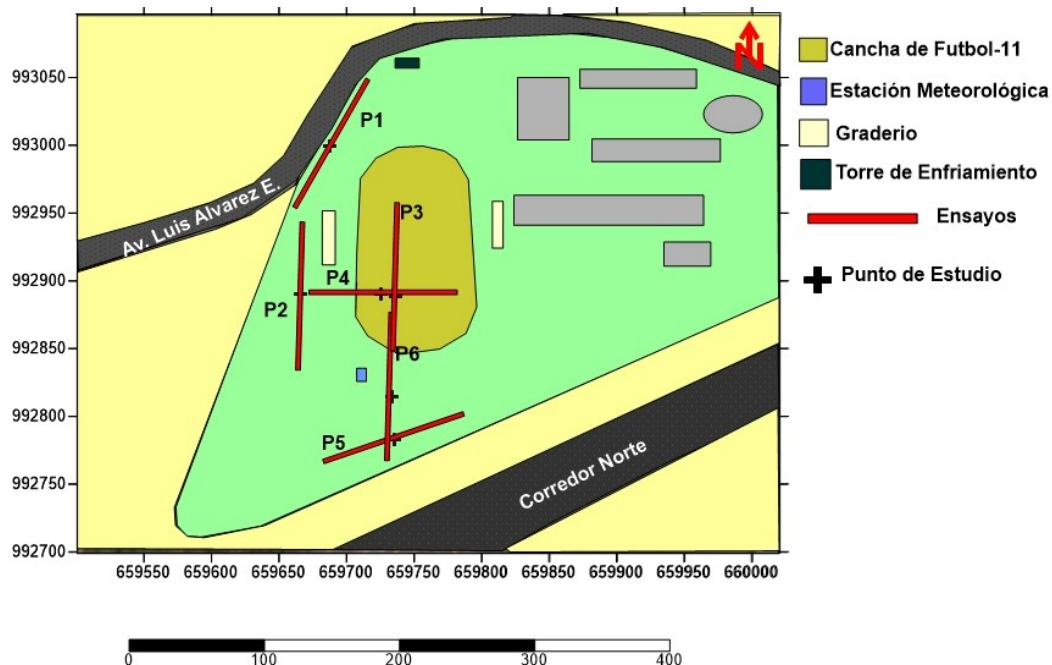 N
993050
993000
992950
992900
992850
992800
992750
992700
659550 659600 659650 659700 659750 659800 659850 659900 659950 660000
Av. Luis Alvarez E.
P1
P3
P4
P2
P6
P5
Corredor Norte
Cancha de Futbol-11
Estación Meteorológica
Graderio
Torre de Enfriamiento
Ensayos
Punto de Estudio
0 100 200 300 400